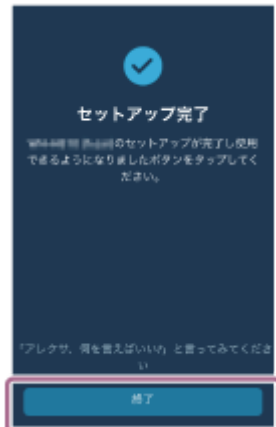 セットアップ完了
のセットアップが完了し使用
できるようになりましたボタンをタップしてく
ださい。
「アレクサ、何を言えばいい?」と言ってみてくださ
い
終了